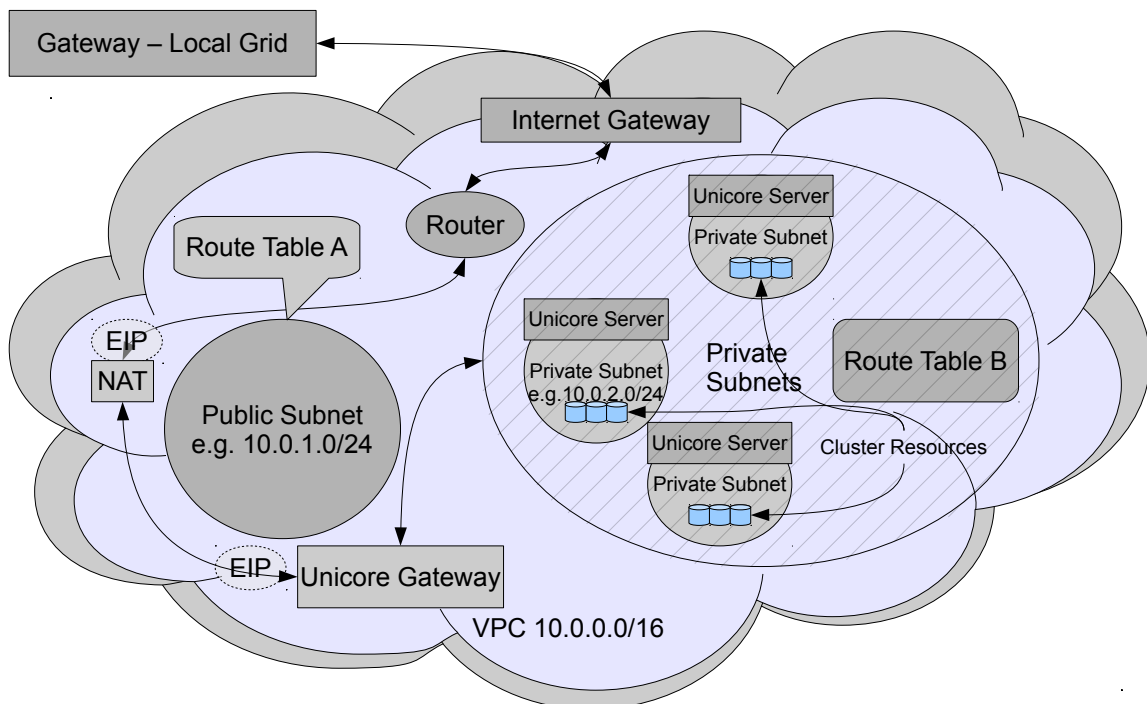 Gateway – Local Grid
Internet Gateway
Unicore Server
Private Subnet
Router
Route Table A
Unicore Server
Private Subnet
e.g. 10.0.2.0/24
Private
Subnets
Route Table B
EIP
NAT
Public Subnet
e.g. 10.0.1.0/24
Unicore Server
Private Subnet
Cluster Resources
EIP
Unicore Gateway
VPC 10.0.0.0/16